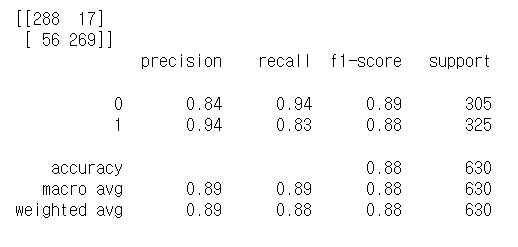 [[288 17]
[ 56 269]]
precision recall f1-score support
0 0.84 0.94 0.89 305
1 0.94 0.83 0.88 325
accuracy 0.88 630
macro avg 0.89 0.89 0.88 630
weighted avg 0.89 0.88 0.88 630